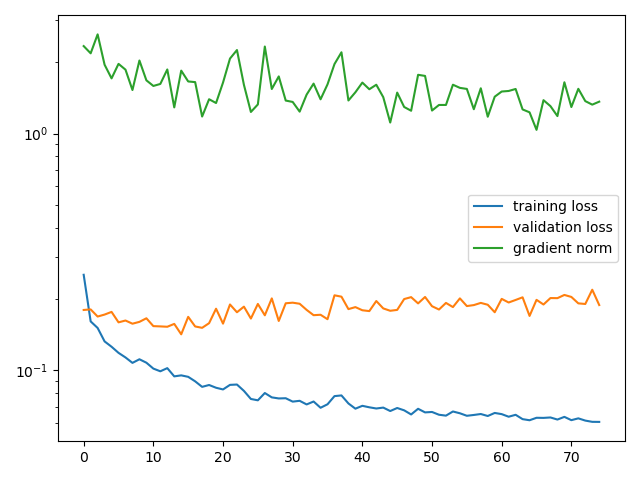 10⁰
training loss
validation loss
gradient norm
10⁻¹
0 10 20 30 40 50 60 70